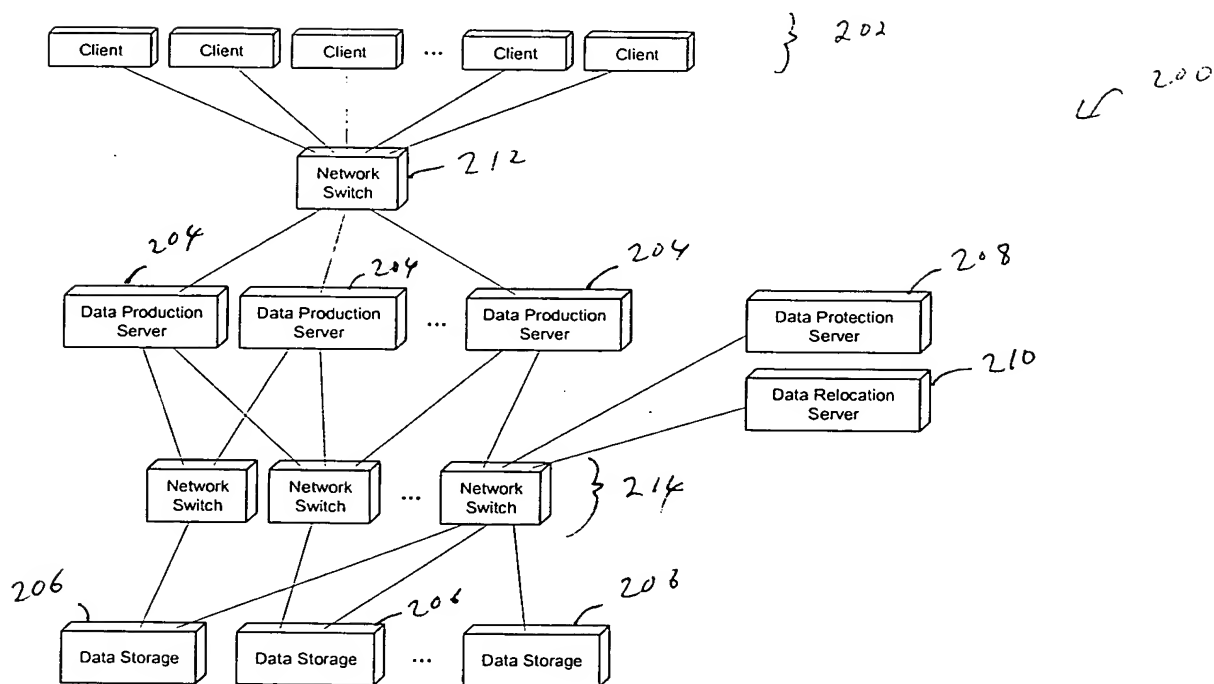 Client Client Client ... Client Client
202
200
Network
Switch
212
204
204
204
208
Data Production
Server
Data Production
Server
...
Data Production
Server
Data Protection
Server
210
Data Relocation
Server
Network
Switch
Network
Switch
...
Network
Switch
214
206
206
206
Data Storage
Data Storage
...
Data Storage